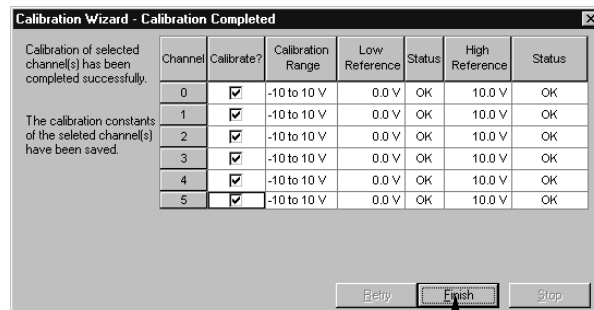 Calibration Wizard - Calibration Completed
Calibration of selected
channel(s) has been
completed successfully.
The calibration constants
of the seleted channel(s)
have been saved.
Channel Calibrate? Calibration Range Low Reference Status High Reference Status
0 -10 to 10 V 0.0 V OK 10.0 V OK
1 -10 to 10 V 0.0 V OK 10.0 V OK
2 -10 to 10 V 0.0 V OK 10.0 V OK
3 -10 to 10 V 0.0 V OK 10.0 V OK
4 -10 to 10 V 0.0 V OK 10.0 V OK
5 -10 to 10 V 0.0 V OK 10.0 V OK
Retry Finish Stop